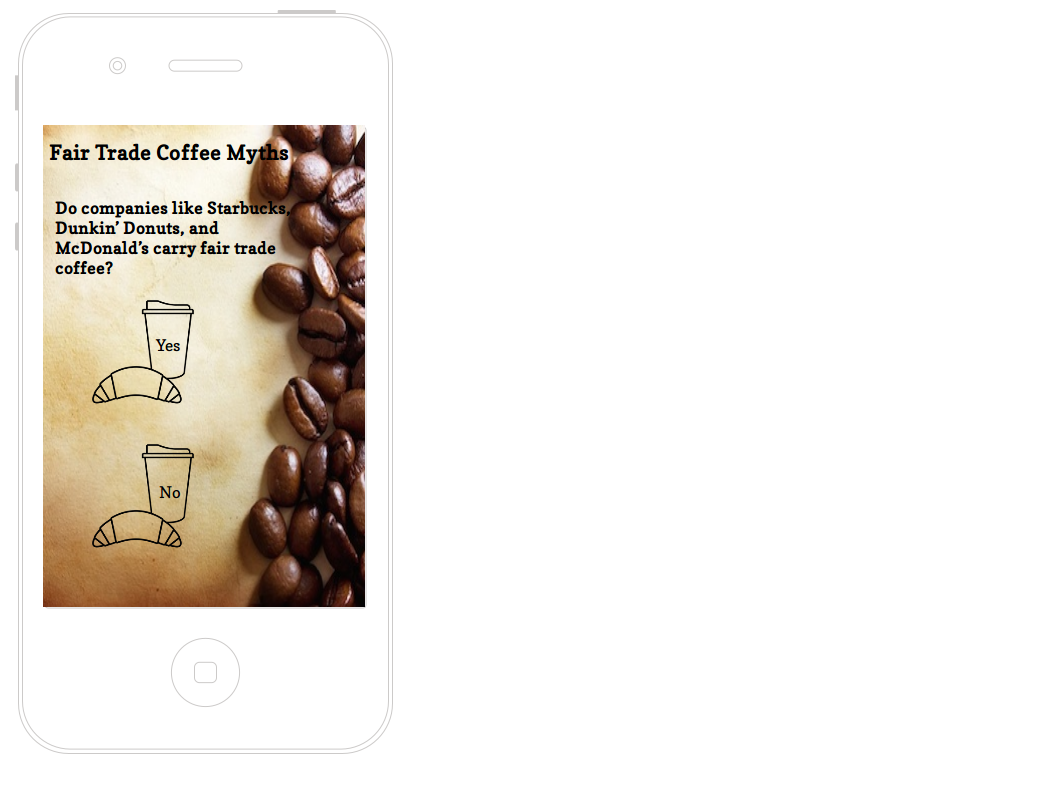 Fair Trade Coffee Myths
Do companies like Starbucks,
Dunkin’ Donuts, and
McDonald’s carry fair trade
coffee?
Yes
No